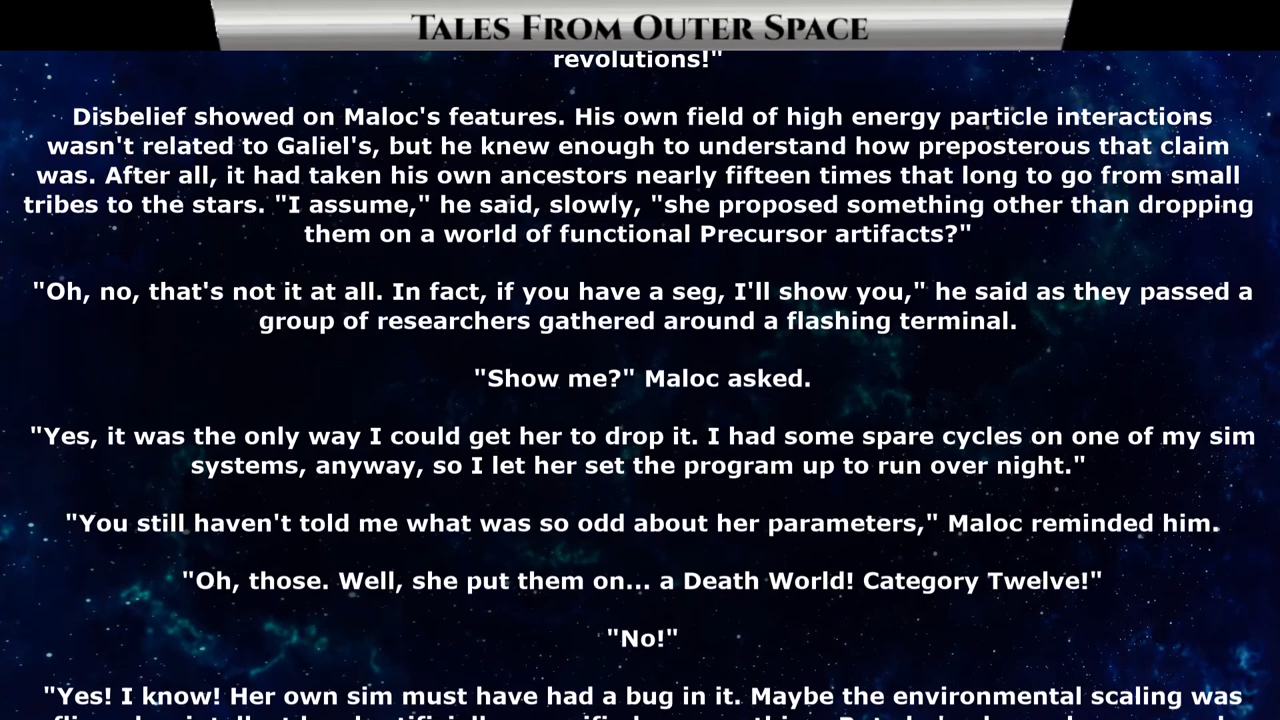 TALES FROM OUTER SPACE
revolutions!"
Disbelief showed on Maloc's features. His own field of high energy particle interactions
wasn't related to Galiel's, but he knew enough to understand how preposterous that claim
was. After all, it had taken his own ancestors nearly fifteen times that long to go from small
tribes to the stars. "I assume," he said, slowly, "she proposed something other than dropping
them on a world of functional Precursor artifacts?"
"Oh, no, that's not it at all. In fact, if you have a seg, I'll show you," he said as they passed a
group of researchers gathered around a flashing terminal.
"Show me?" Maloc asked.
"Yes, it was the only way I could get her to drop it. I had some spare cycles on one of my sim
systems, anyway, so I let her set the program up to run over night."
"You still haven't told me what was so odd about her parameters," Maloc reminded him.
"Oh, those. Well, she put them on... a Death World! Category Twelve!"
"No!"
"Yes! I know! Her own sim must have had a bug in it. Maybe the environmental scaling was